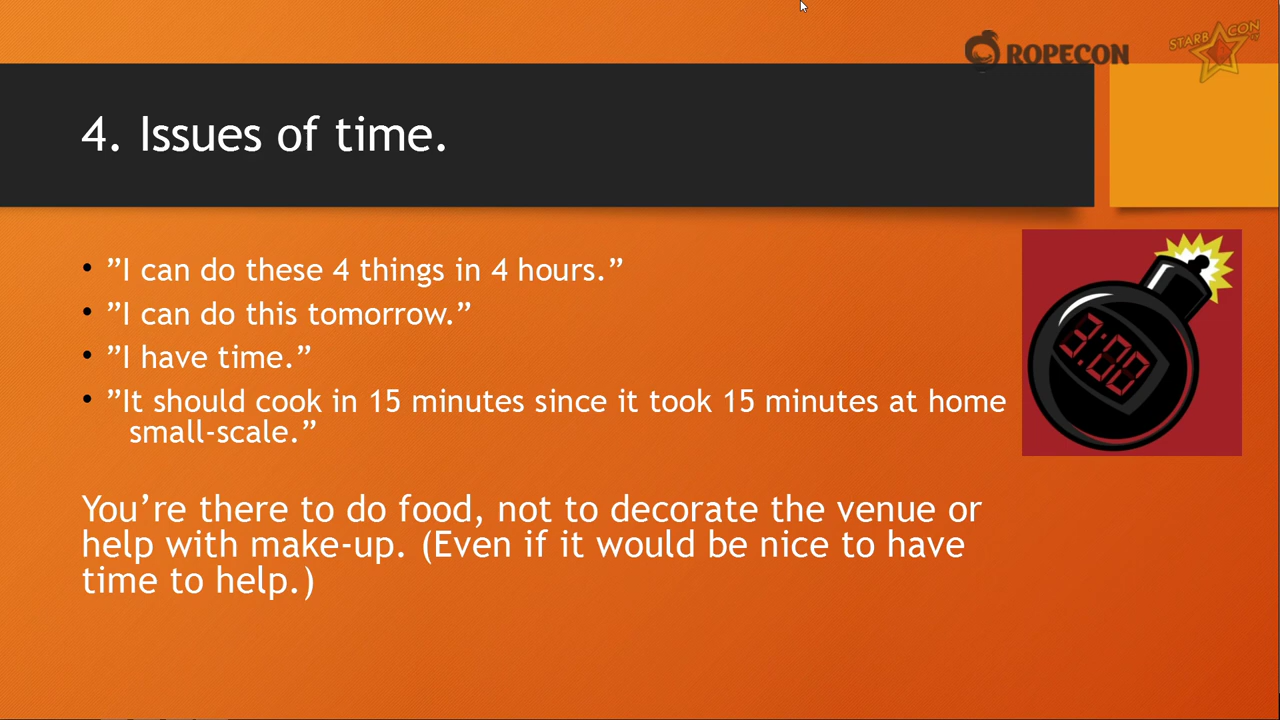 ROPECON
STARBACON
4. Issues of time.
• ”I can do these 4 things in 4 hours.”
• ”I can do this tomorrow.”
• ”I have time.”
• ”It should cook in 15 minutes since it took 15 minutes at home
small-scale.”
3:00
You’re there to do food, not to decorate the venue or
help with make-up. (Even if it would be nice to have
time to help.)